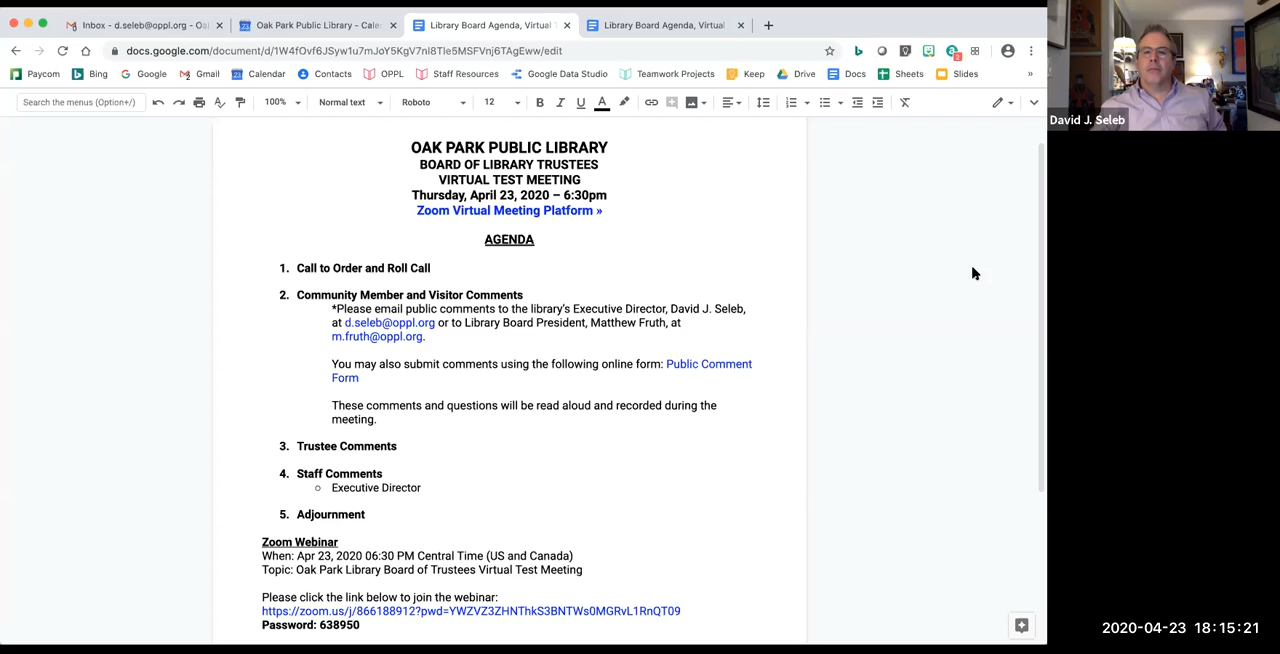 Inbox - d.seleb@oppl.org - Oa
Oak Park Public Library - Cale
Library Board Agenda, Virtual T
Library Board Agenda, Virtual
docs.google.com/document/d/1W4fOvf6JSyw1u7mJoY5KgV7nl8Tle5MSFVnj6TAgEww/edit
Paycom Bing Google Gmail Calendar Contacts OPPL Staff Resources Google Data Studio Teamwork Projects Keep Drive Docs Sheets Slides »
Search the menus (Option+/) 100% Normal text Roboto 12 B I U A
David J. Seleb
OAK PARK PUBLIC LIBRARY
BOARD OF LIBRARY TRUSTEES
VIRTUAL TEST MEETING
Thursday, April 23, 2020 – 6:30pm
Zoom Virtual Meeting Platform »
AGENDA
1. Call to Order and Roll Call
2. Community Member and Visitor Comments
*Please email public comments to the library's Executive Director, David J. Seleb,
at d.seleb@oppl.org or to Library Board President, Matthew Fruth, at
m.fruth@oppl.org.
You may also submit comments using the following online form: Public Comment
Form
These comments and questions will be read aloud and recorded during the
meeting.
3. Trustee Comments
4. Staff Comments
○ Executive Director
5. Adjournment
Zoom Webinar
When: Apr 23, 2020 06:30 PM Central Time (US and Canada)
Topic: Oak Park Library Board of Trustees Virtual Test Meeting
Please click the link below to join the webinar:
https://zoom.us/j/866188912?pwd=YWZVZ3ZHNThkS3BNTWs0MGRvL1RnQT09
Password: 638950
2020-04-23 18:15:21